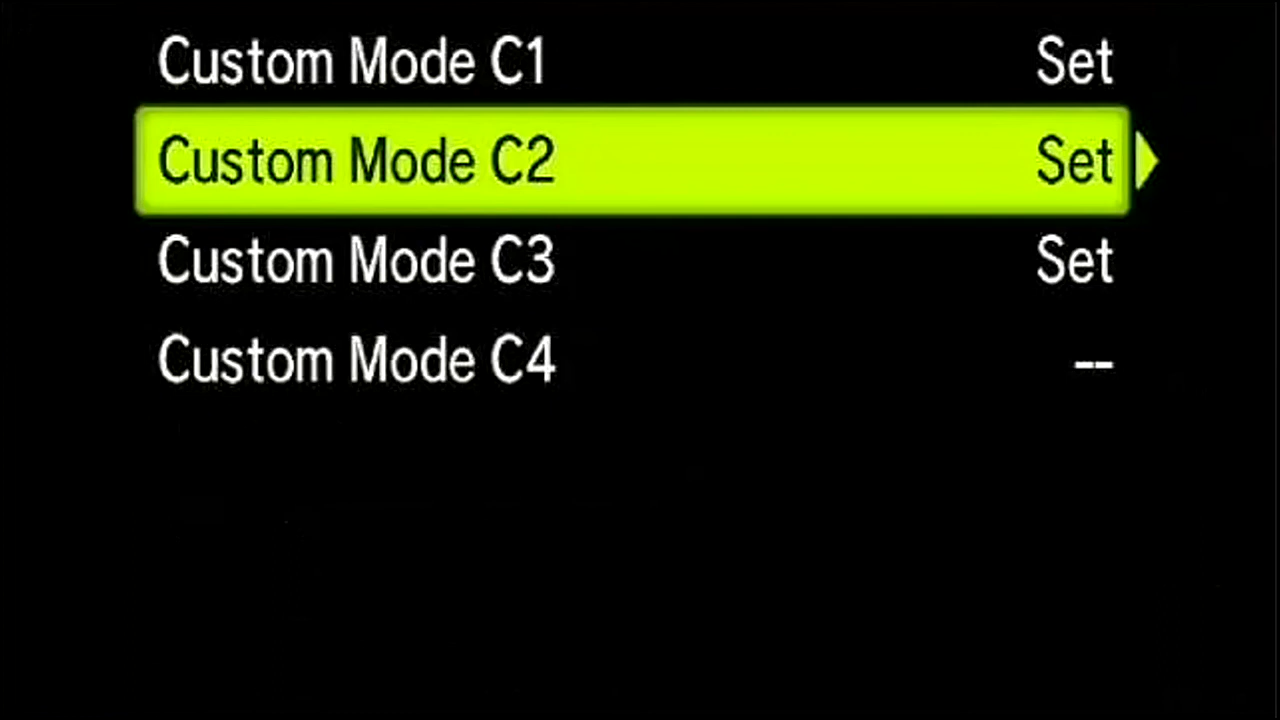 Custom Mode C1 Set
Custom Mode C2 Set
Custom Mode C3 Set
Custom Mode C4 --